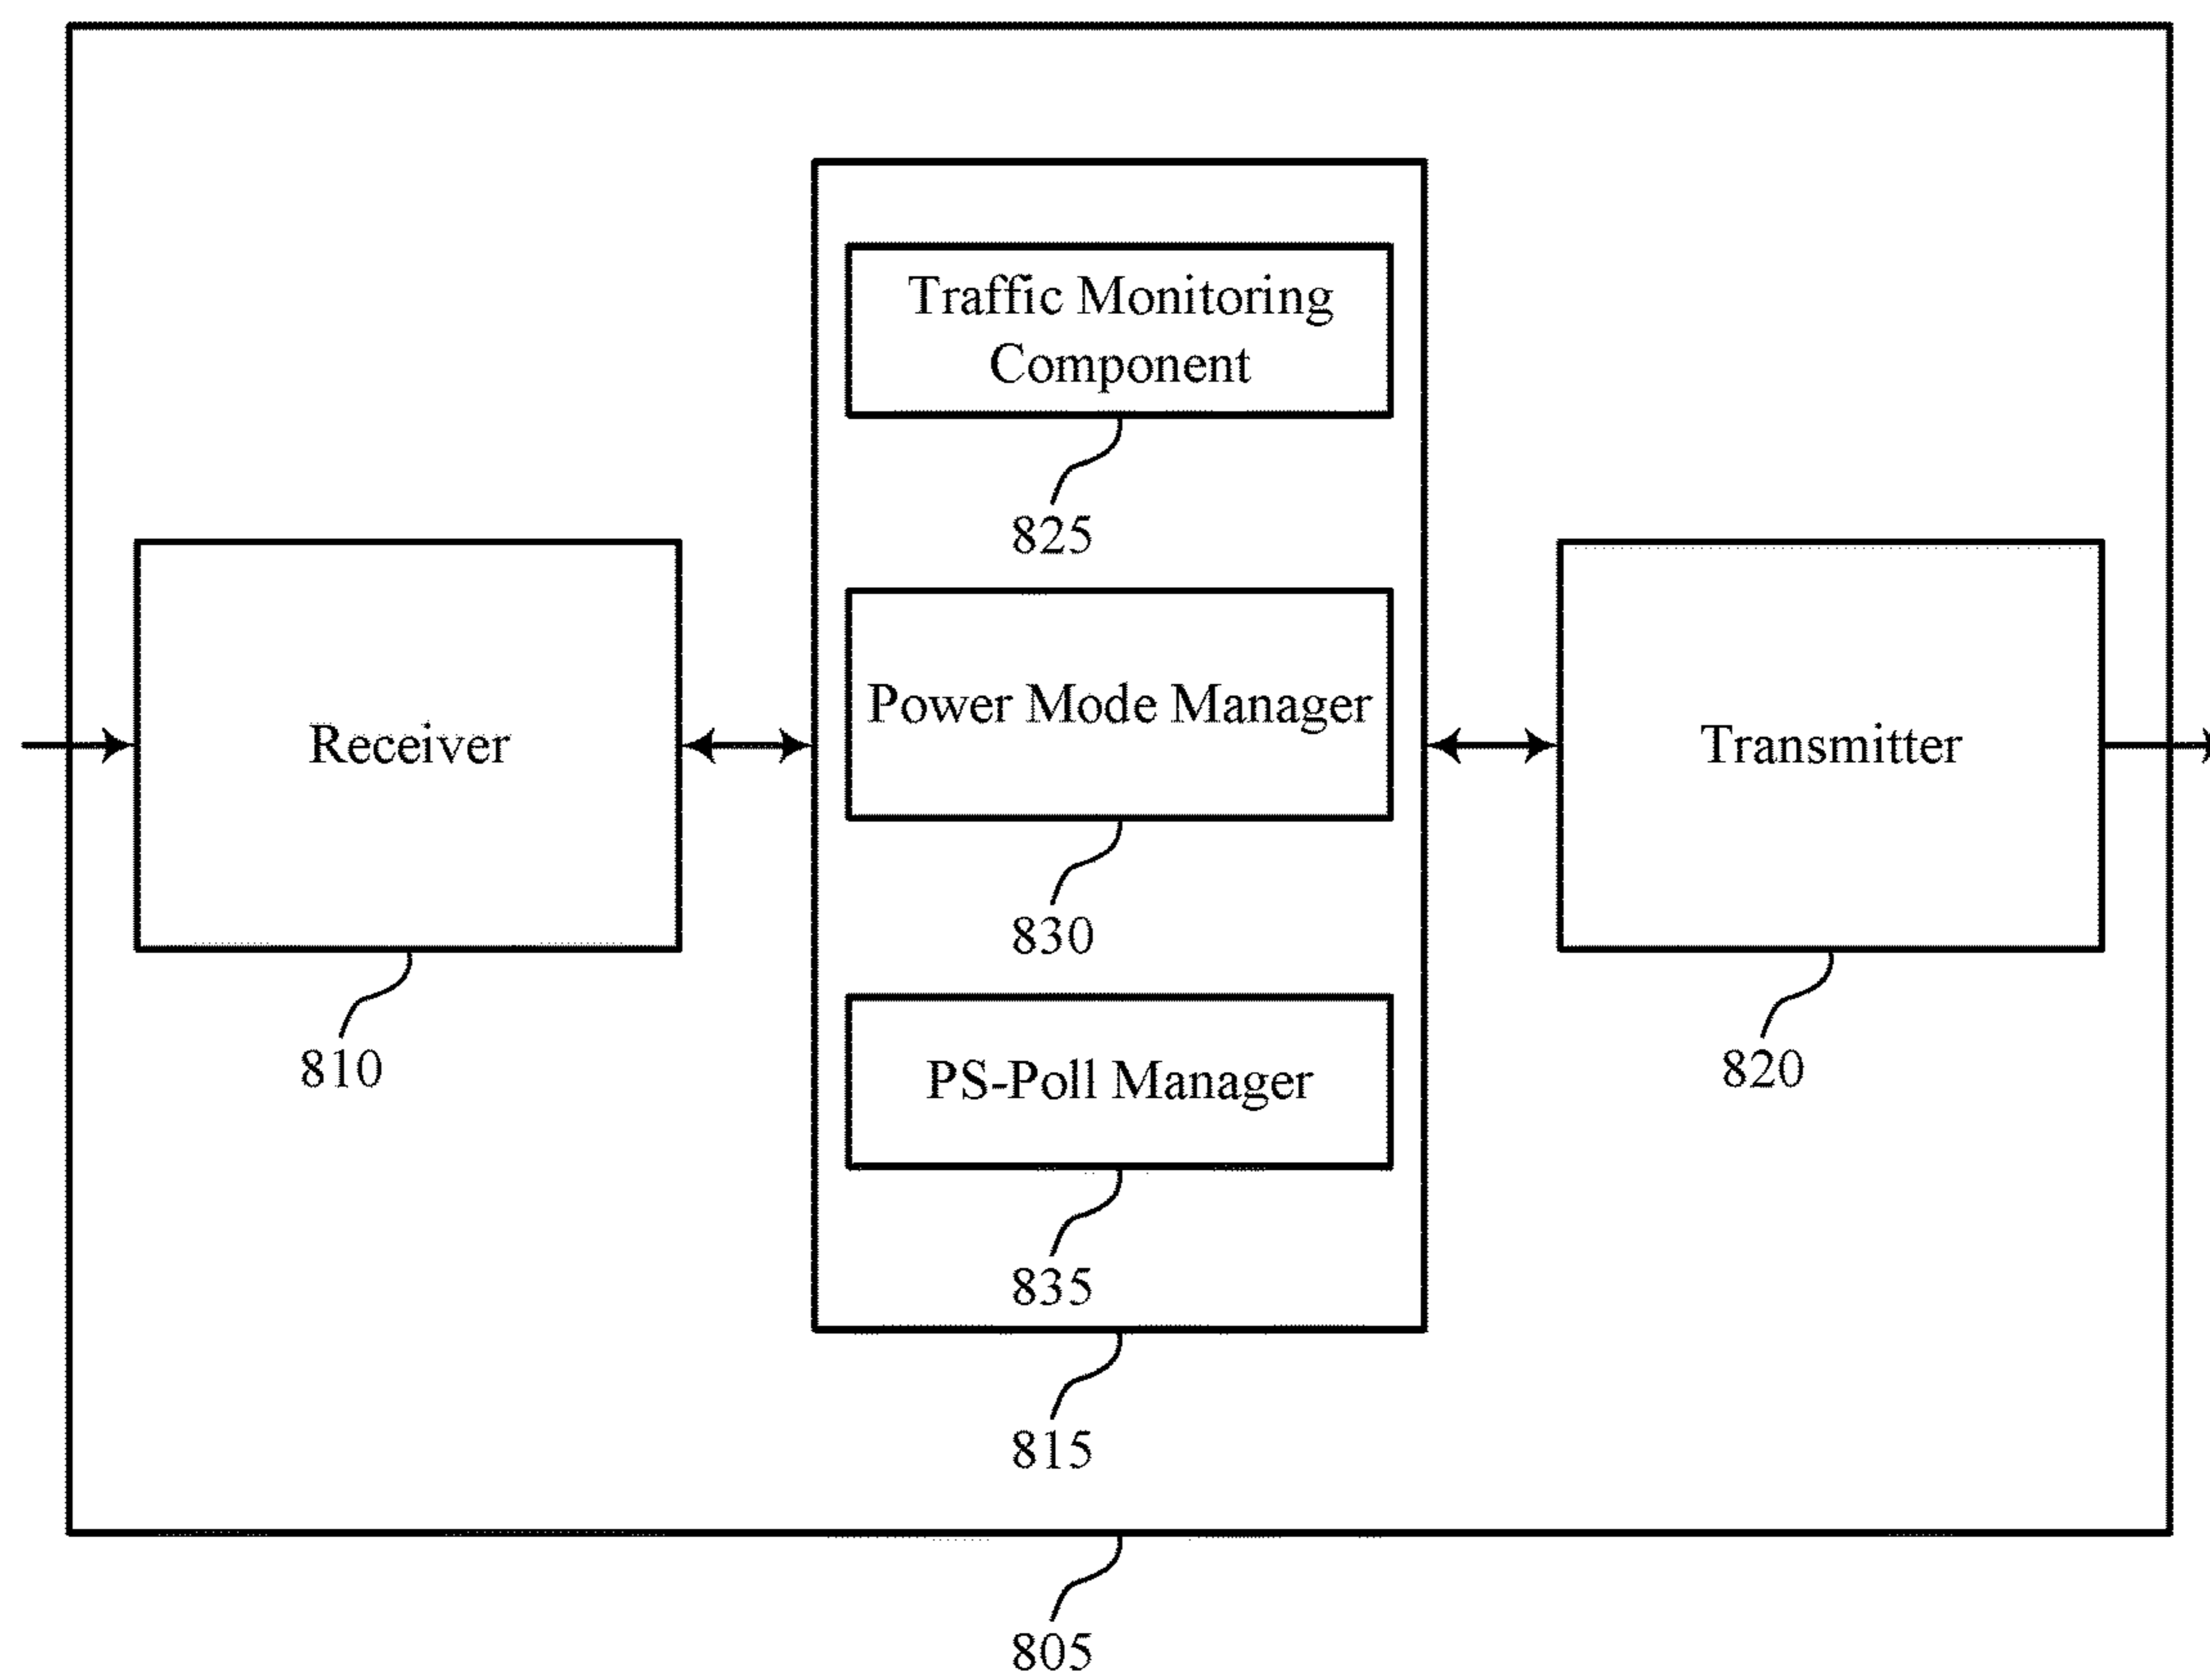 Traffic Monitoring
Component
825
Receiver
810
Power Mode Manager
830
PS-Poll Manager
835
815
Transmitter
820
805